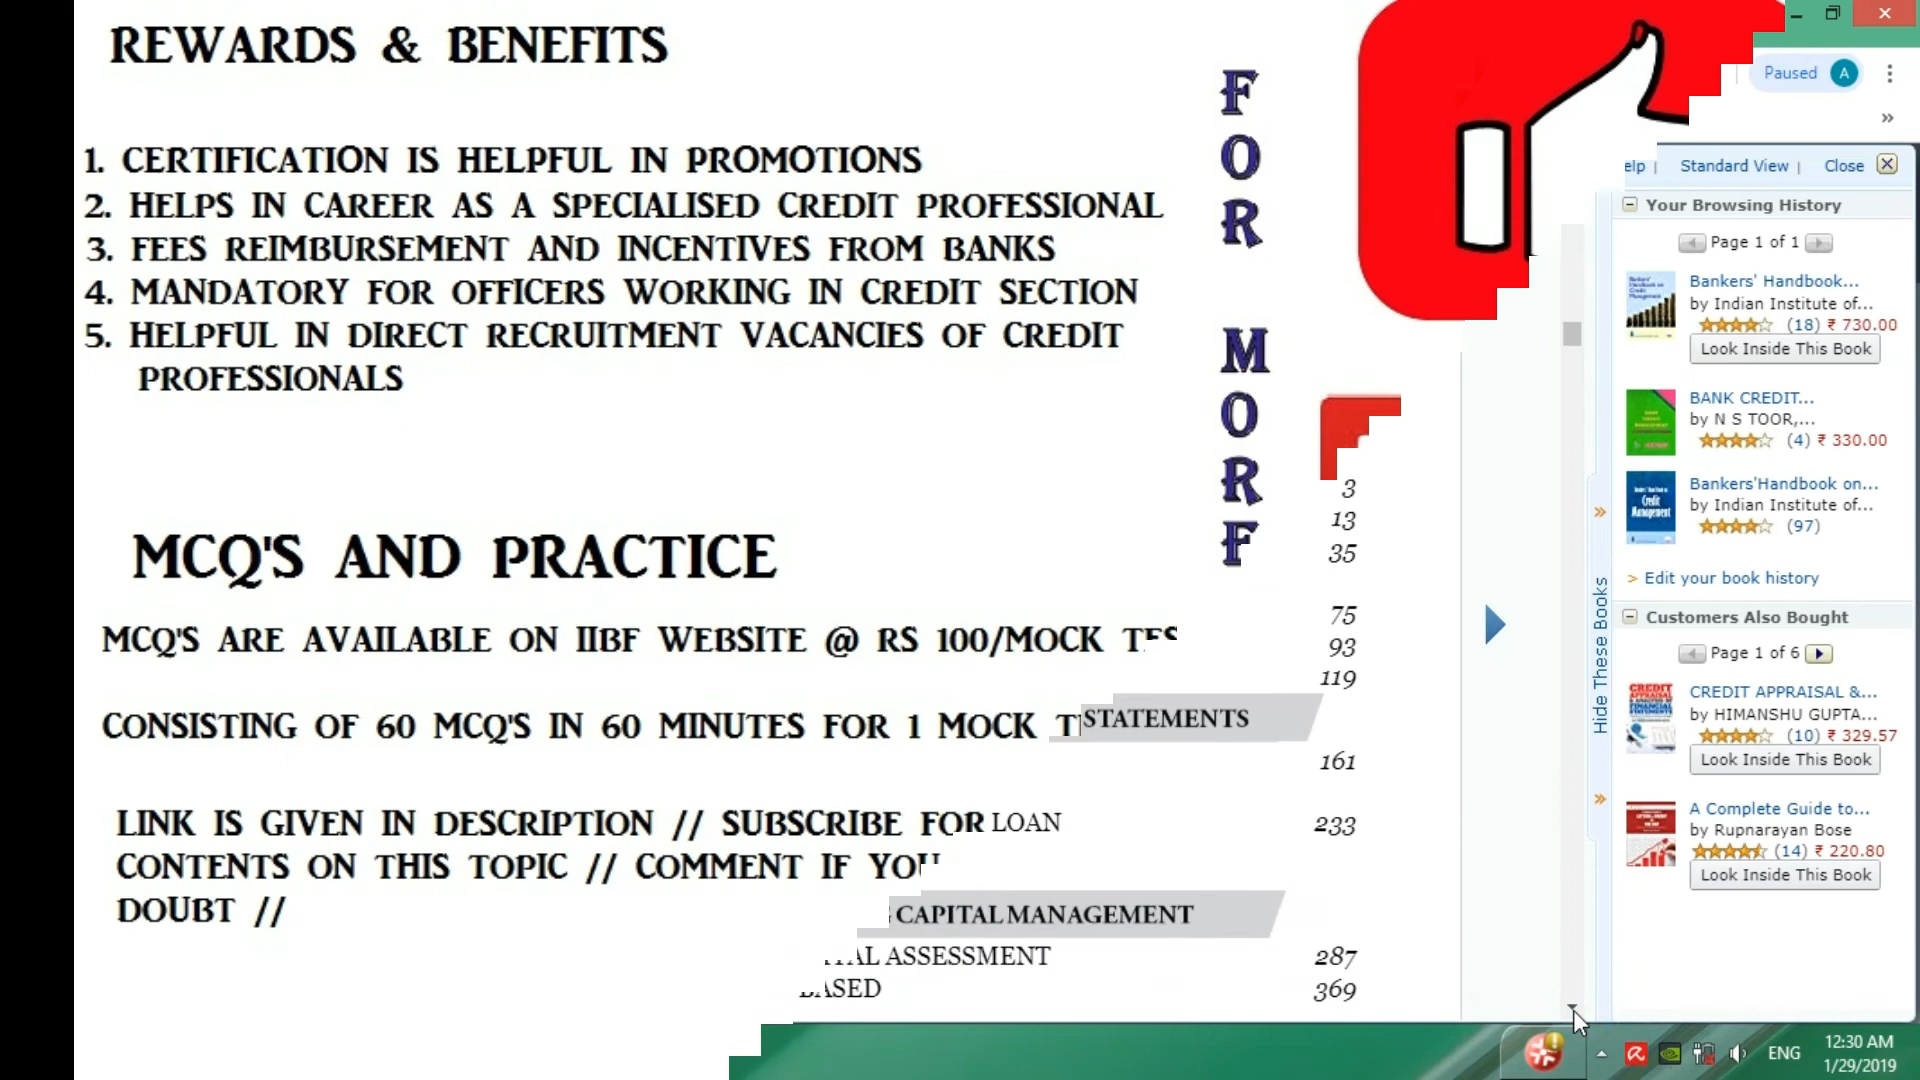 REWARDS & BENEFITS
1. CERTIFICATION IS HELPFUL IN PROMOTIONS
2. HELPS IN CAREER AS A SPECIALISED CREDIT PROFESSIONAL
3. FEES REIMBURSEMENT AND INCENTIVES FROM BANKS
4. MANDATORY FOR OFFICERS WORKING IN CREDIT SECTION
5. HELPFUL IN DIRECT RECRUITMENT VACANCIES OF CREDIT
PROFESSIONALS
FOR MORF
MCQ'S AND PRACTICE
MCQ'S ARE AVAILABLE ON IIBF WEBSITE @ RS 100/MOCK
CONSISTING OF 60 MCQ'S IN 60 MINUTES FOR 1 MOCK
LINK IS GIVEN IN DESCRIPTION // SUBSCRIBE FOR
CONTENTS ON THIS TOPIC // COMMENT IF YOU
DOUBT //
3
13
35
75
93
119
STATEMENTS
161
LOAN 233
CAPITAL MANAGEMENT
ASSESSMENT 287
BASED 369
Paused A
»
elp | Standard View | Close
Your Browsing History
Page 1 of 1
Bankers' Handbook...
by Indian Institute of...
(18) ₹ 730.00
Look Inside This Book
BANK CREDIT...
by N S TOOR,...
(4) ₹ 330.00
Bankers'Handbook on...
by Indian Institute of...
(97)
> Edit your book history
Customers Also Bought
Page 1 of 6
CREDIT APPRAISAL &...
by HIMANSHU GUPTA...
(10) ₹ 329.57
Look Inside This Book
A Complete Guide to...
by Rupnarayan Bose
(14) ₹ 220.80
Look Inside This Book
Hide These Books
ENG
12:30 AM
1/29/2019